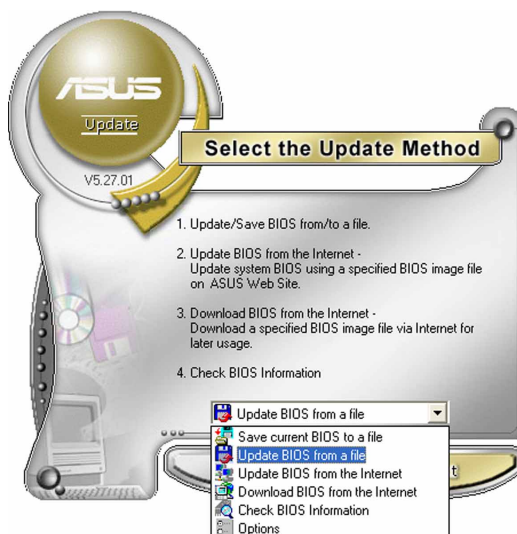 ASUS
Update
V5.27.01
Select the Update Method
1. Update/Save BIOS from/to a file.
2. Update BIOS from the Internet -
Update system BIOS using a specified BIOS image file
on ASUS Web Site.
3. Download BIOS from the Internet -
Download a specified BIOS image file via Internet for
later usage.
4. Check BIOS Information
Update BIOS from a file
Save current BIOS to a file
Update BIOS from a file
Update BIOS from the Internet
Download BIOS from the Internet
Check BIOS Information
Options